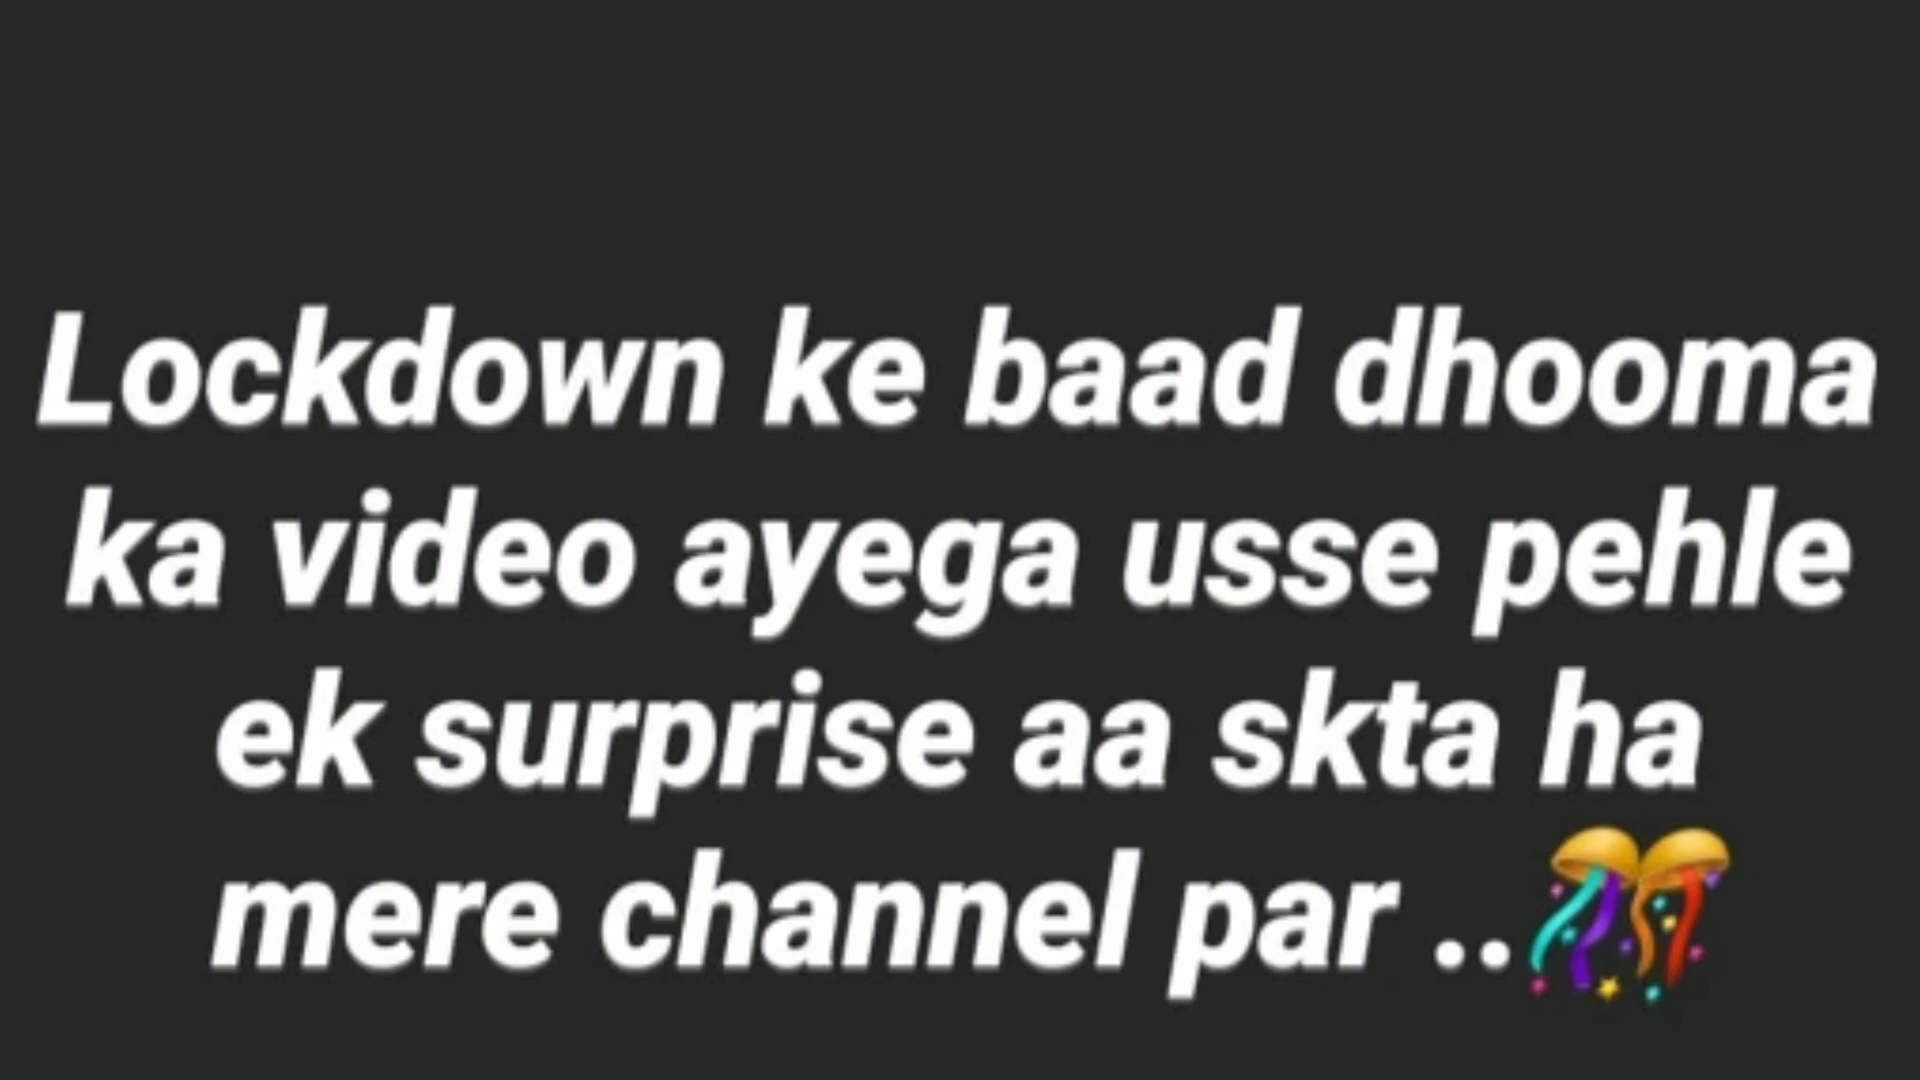 Lockdown ke baad dhooma
ka video ayega usse pehle
ek surprise aa skta ha
mere channel par ..🎊